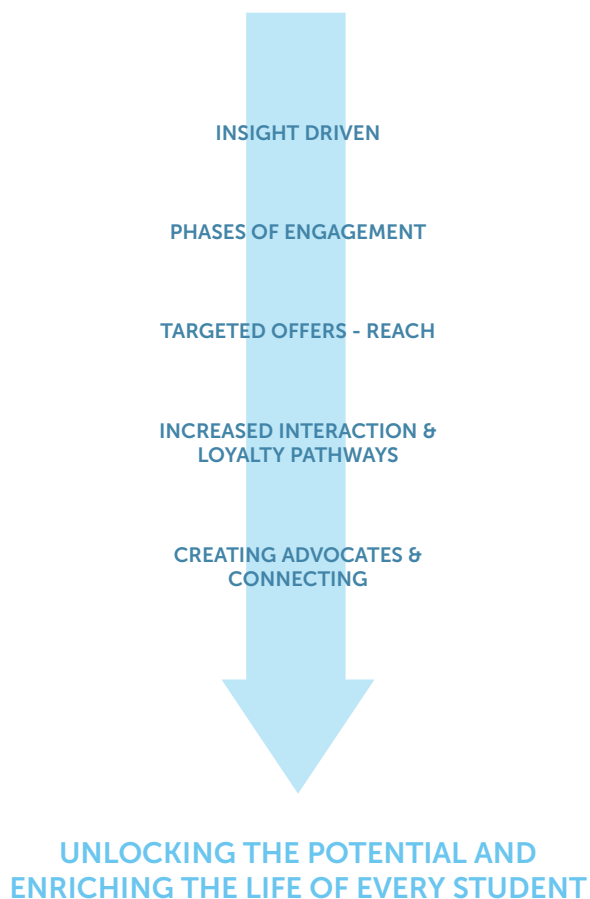 INSIGHT DRIVEN
PHASES OF ENGAGEMENT
TARGETED OFFERS - REACH
INCREASED INTERACTION &
LOYALTY PATHWAYS
CREATING ADVOCATES &
CONNECTING
UNLOCKING THE POTENTIAL AND
ENRICHING THE LIFE OF EVERY STUDENT